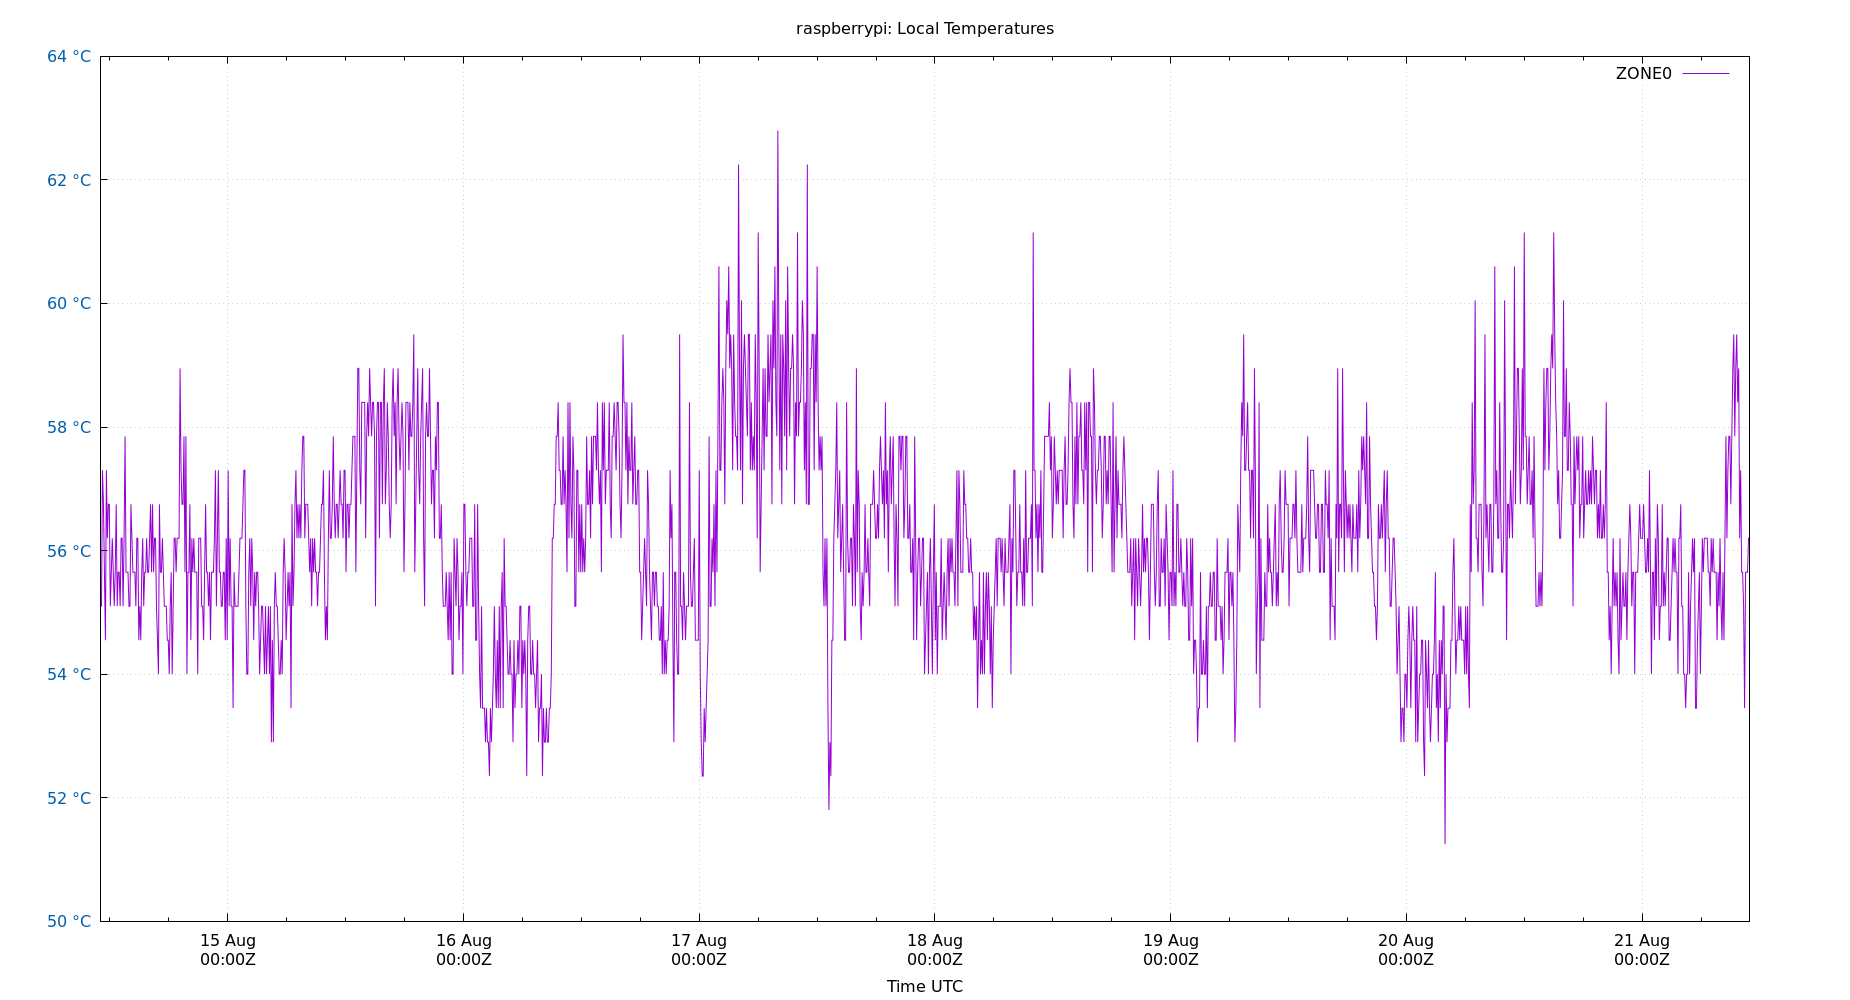 raspberrypi: Local Temperatures
64 °C
ZONE0
62 °C
60 °C
58 °C
56 °C
54 °C
52 °C
50 °C
15 Aug 16 Aug 17 Aug 18 Aug 19 Aug 20 Aug 21 Aug
00:00Z 00:00Z 00:00Z 00:00Z 00:00Z 00:00Z 00:00Z
Time UTC